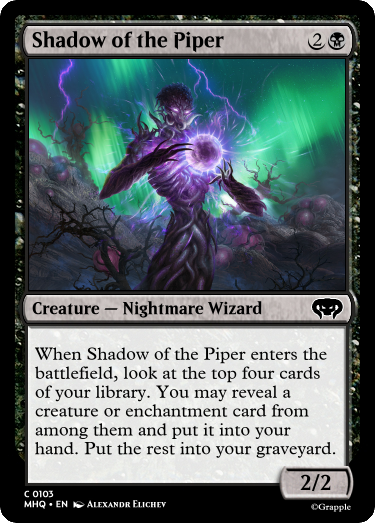 Shadow of the Piper 2
Creature — Nightmare Wizard
When Shadow of the Piper enters the
battlefield, look at the top four cards
of your library. You may reveal a
creature or enchantment card from
among them and put it into your
hand. Put the rest into your graveyard.
2/2
C 0103
MHQ • EN Alexandr Elichev
©Grapple